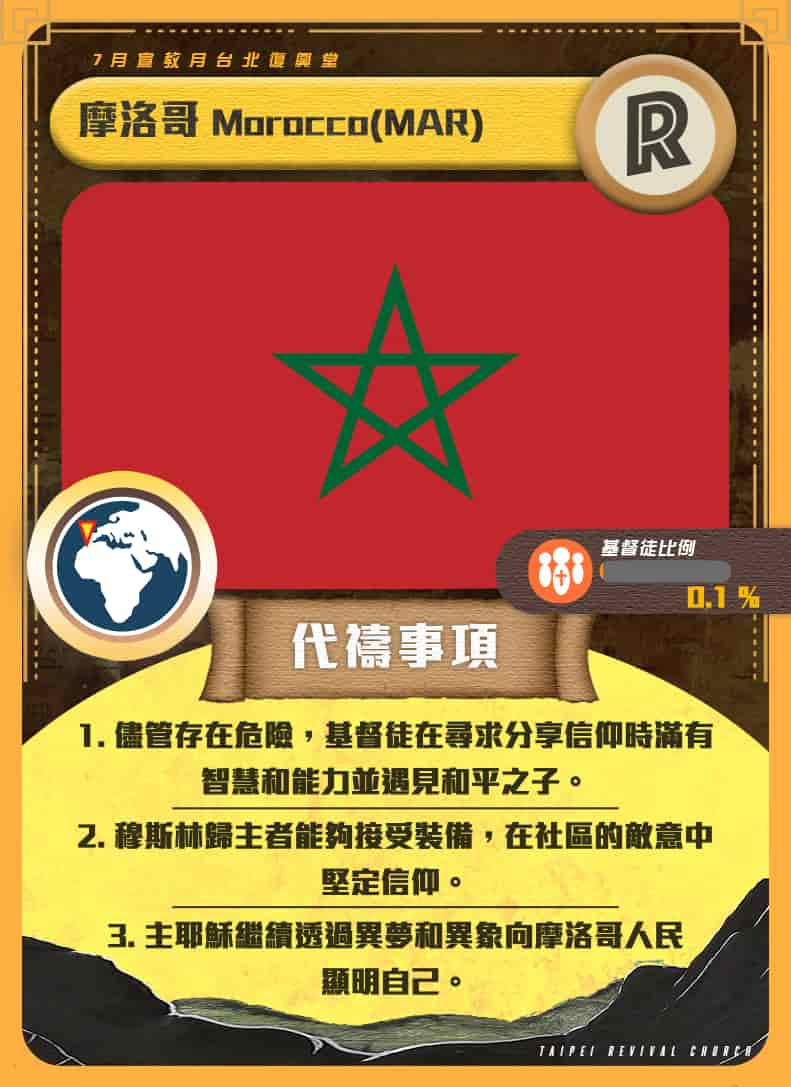 7月宣教月台北復興堂
摩洛哥 Morocco(MAR)
R
基督徒比例
0.1 %
代禱事項
1. 儘管存在危險，基督徒在尋求分享信仰時滿有
智慧和能力並遇見和平之子。
2. 穆斯林歸主者能夠接受裝備，在社區的敵意中
堅定信仰。
3. 主耶穌繼續透過異夢和異象向摩洛哥人民
顯明自己。
TAIPEI REVIVAL CHURCH